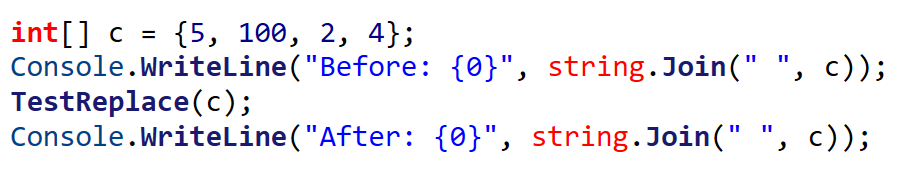 int[] c = {5, 100, 2, 4};
Console.WriteLine("Before: {0}", string.Join(" ", c));
TestReplace(c);
Console.WriteLine("After: {0}", string.Join(" ", c));